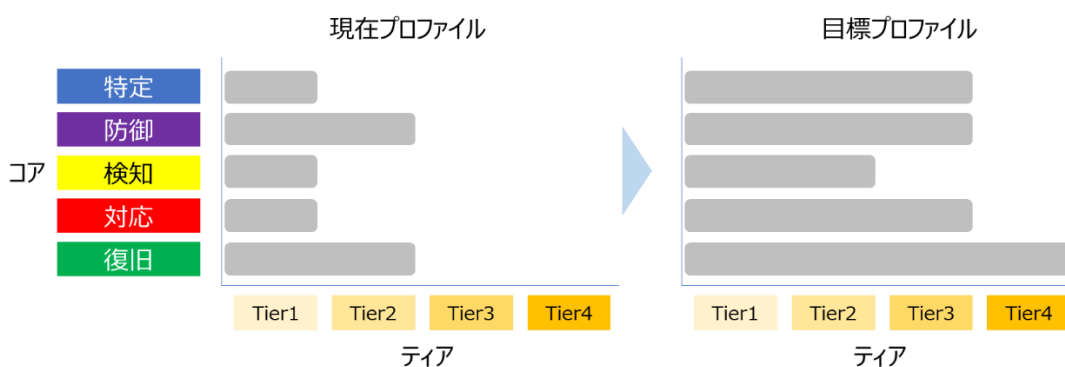 現在プロファイル
目標プロファイル
コア
特定
防御
検知
対応
復旧
Tier1
Tier2
Tier3
Tier4
ティア
Tier1
Tier2
Tier3
Tier4
ティア